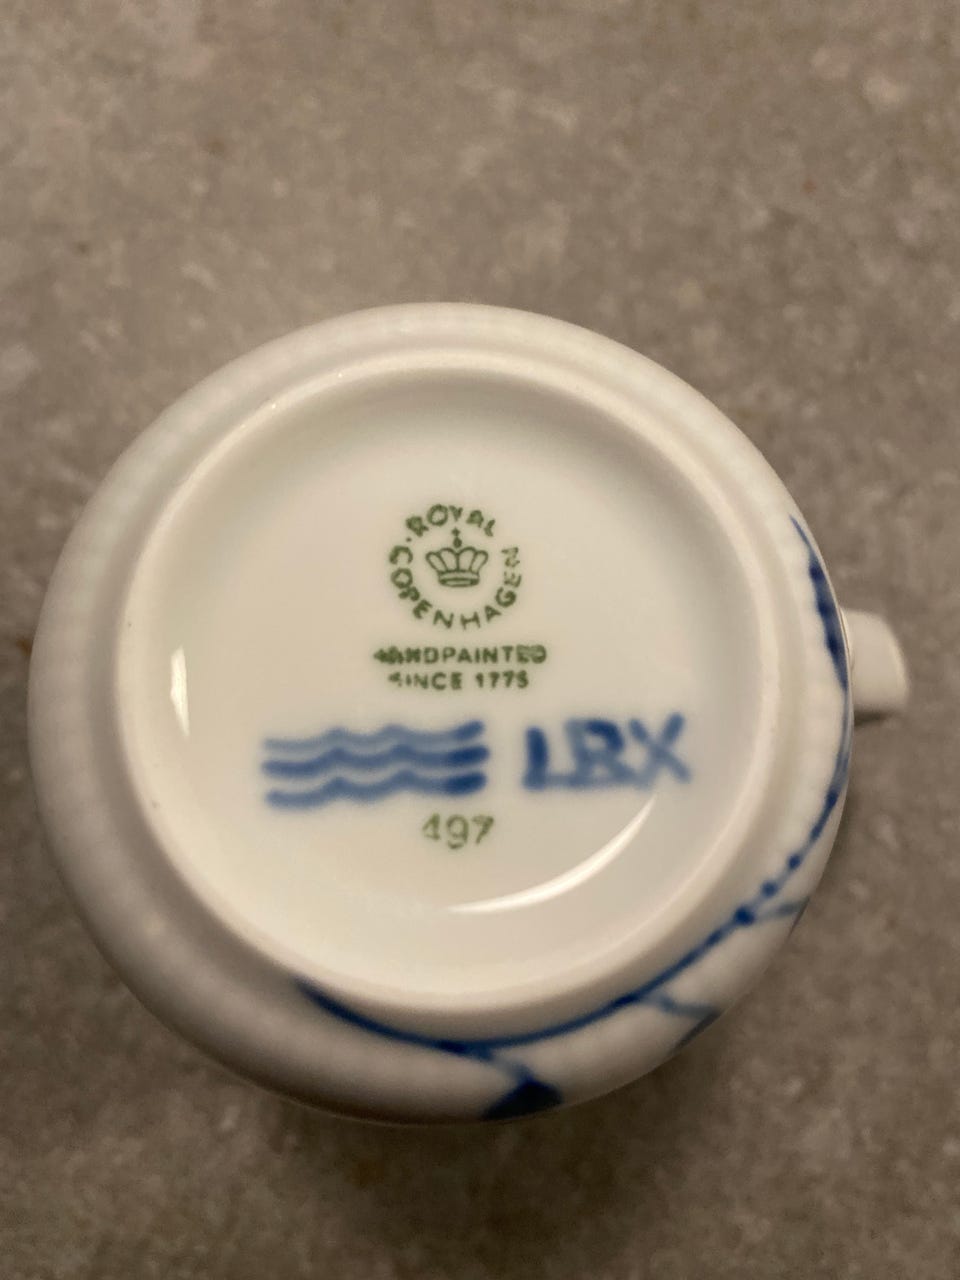 ROYAL COPENHAGEN
HANDPAINTED
SINCE 1775
LBX
497